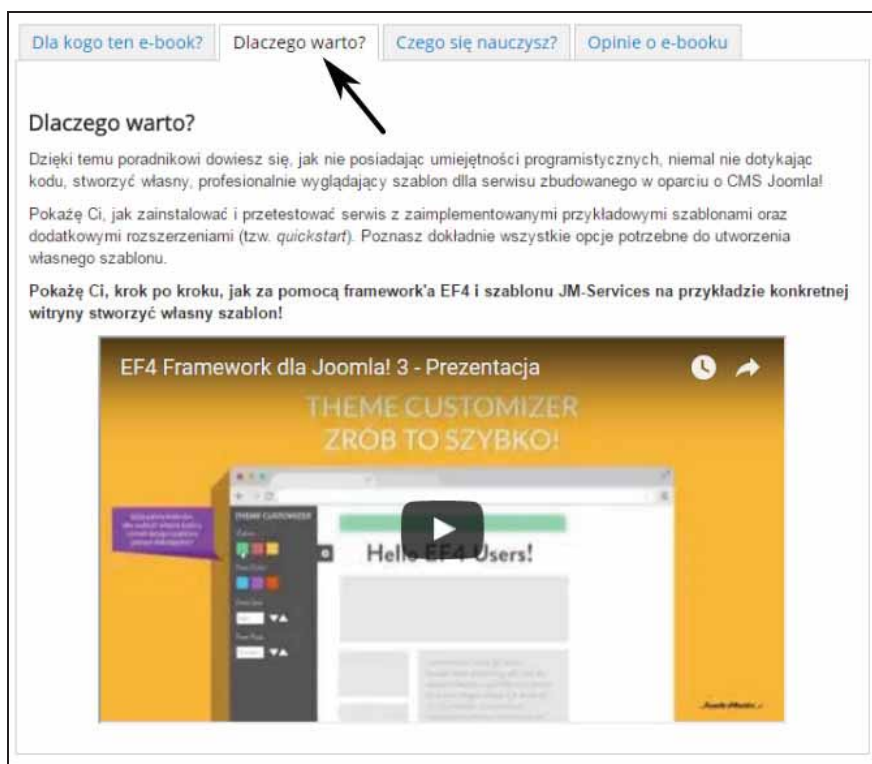 Dla kogo ten e-book?
Dlaczego warto?
Czego się nauczysz?
Opinie o e-booku
Dlaczego warto?
Dzięki temu poradnikowi dowiesz się, jak nie posiadając umiejętności programistycznych, niemal nie dotykając
kodu, stworzyć własny, profesjonalnie wyglądający szablon dlla serwisu zbudowanego w oparciu o CMS Joomla!
Pokażę Ci, jak zainstalować i przetestować serwis z zaimplementowanymi przykładowymi szablonami oraz
dodatkowymi rozszerzeniami (tzw. quickstart). Poznasz dokładnie wszystkie opcje potrzebne do utworzenia
własnego szablonu.
Pokażę Ci, krok po kroku, jak za pomocą framework'a EF4 i szablonu JM-Services na przykładzie konkretnej
witryny stworzyć własny szablon!
EF4 Framework dla Joomla! 3 - Prezentacja
THEME CUSTOMIZER
ZRÓB TO SZYBKO!
THEME CUSTOMIZER
Hello EF4 Users!